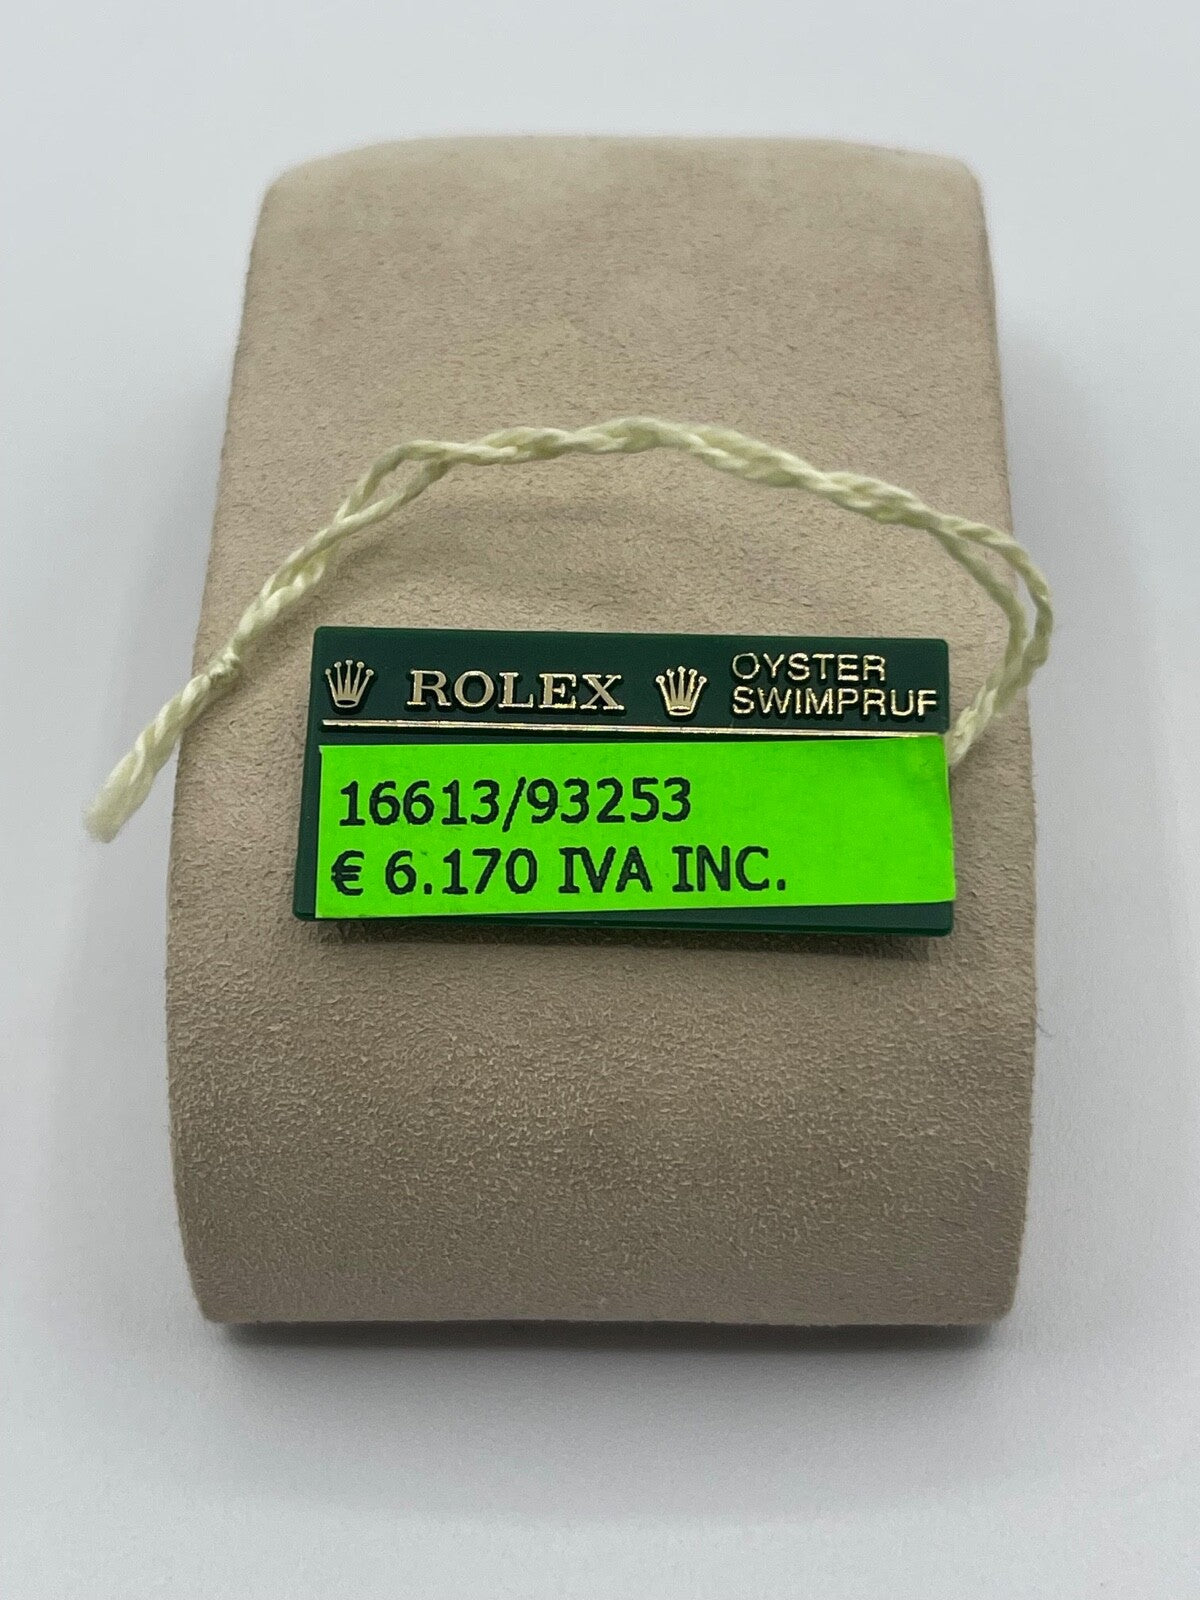 ROLEX
OYSTER
SWIMPRUF
16613/93253
€ 6.170 IVA INC.